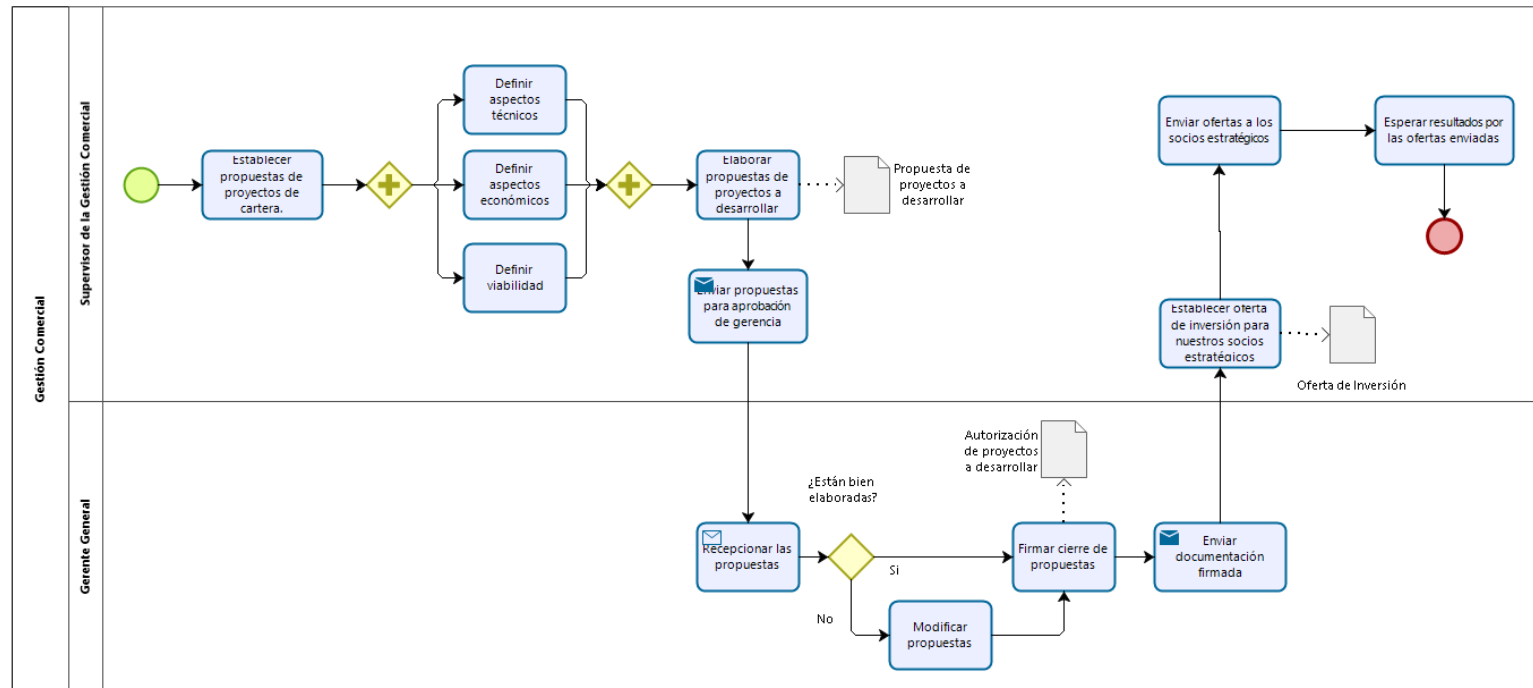 Gestión Comercial
Supervisor de la Gestión Comercial
Establecer
propuestas de
proyectos de
cartera.
Definir
aspectos
técnicos
Definir
aspectos
económicos
Definir
viabilidad
Elaborar
propuestas de
proyectos a
desarrollar
Propuesta de
proyectos a
desarrollar
Enviar propuestas
para aprobación
de gerencia
Enviar ofertas a los
socios estratégicos
Esperar resultados por
las ofertas enviadas
Establecer oferta
de inversión para
nuestros socios
estratégicos
Oferta de Inversión
Gerente General
Recepcionar las
propuestas
¿Están bien
elaboradas?
Si
No
Modificar
propuestas
Autorización
de proyectos
a desarrollar
Firmar cierre de
propuestas
Enviar
documentación
firmada